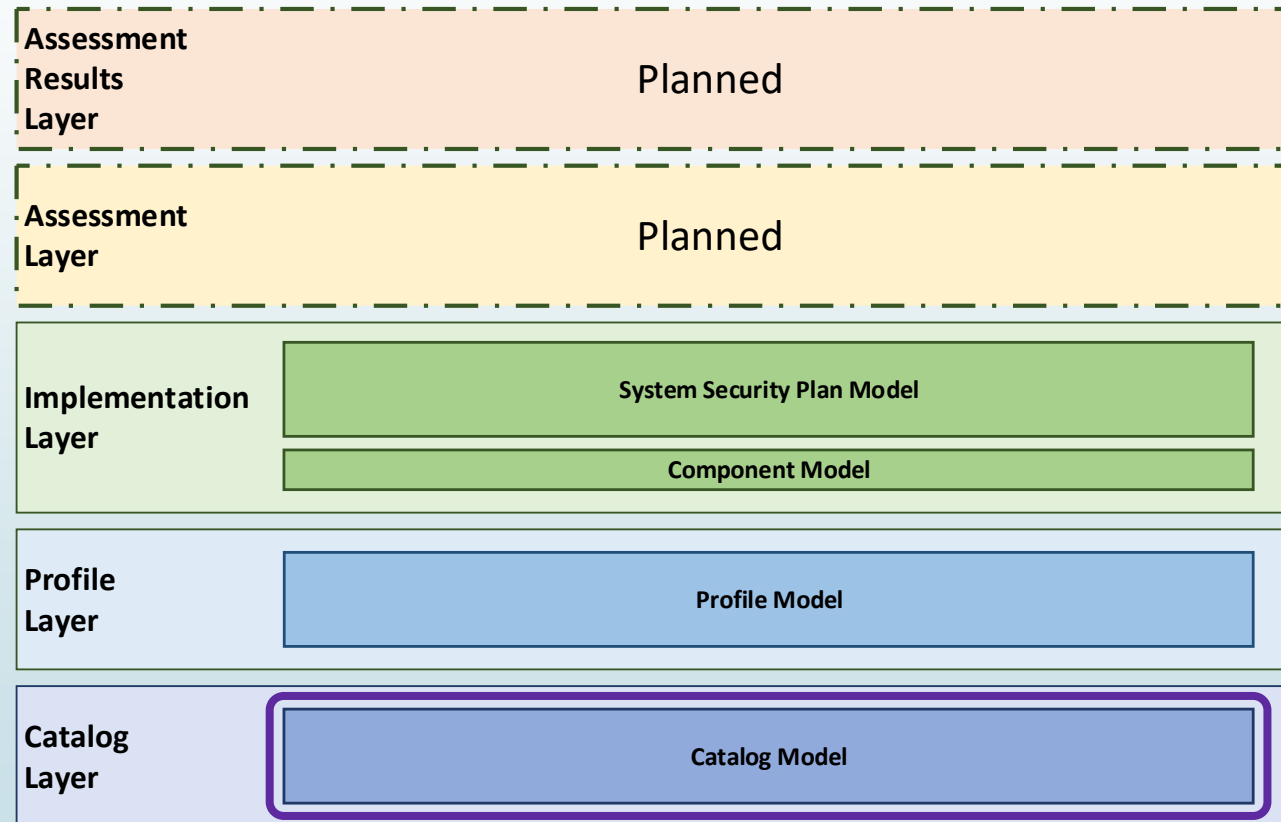 Assessment
Results
Layer
Planned
Assessment
Layer
Planned
Implementation
Layer
System Security Plan Model
Component Model
Profile
Layer
Profile Model
Catalog
Layer
Catalog Model